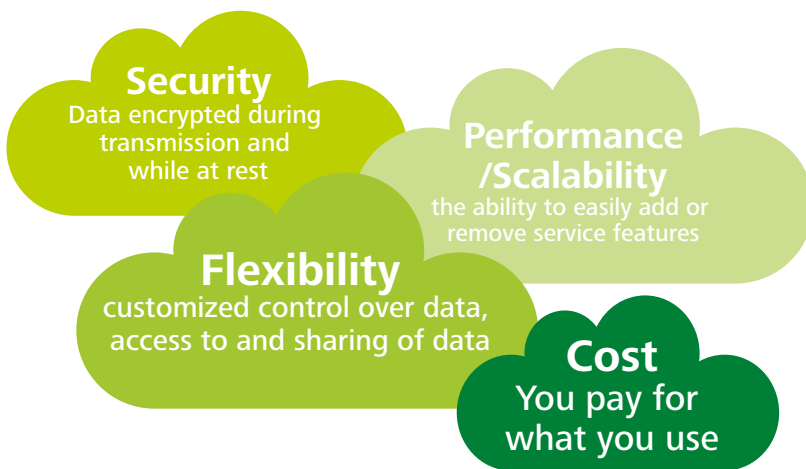 Security
Data encrypted during
transmission and
while at rest
Performance
/Scalability
the ability to easily add or
remove service features
Flexibility
customized control over data,
access to and sharing of data
Cost
You pay for
what you use